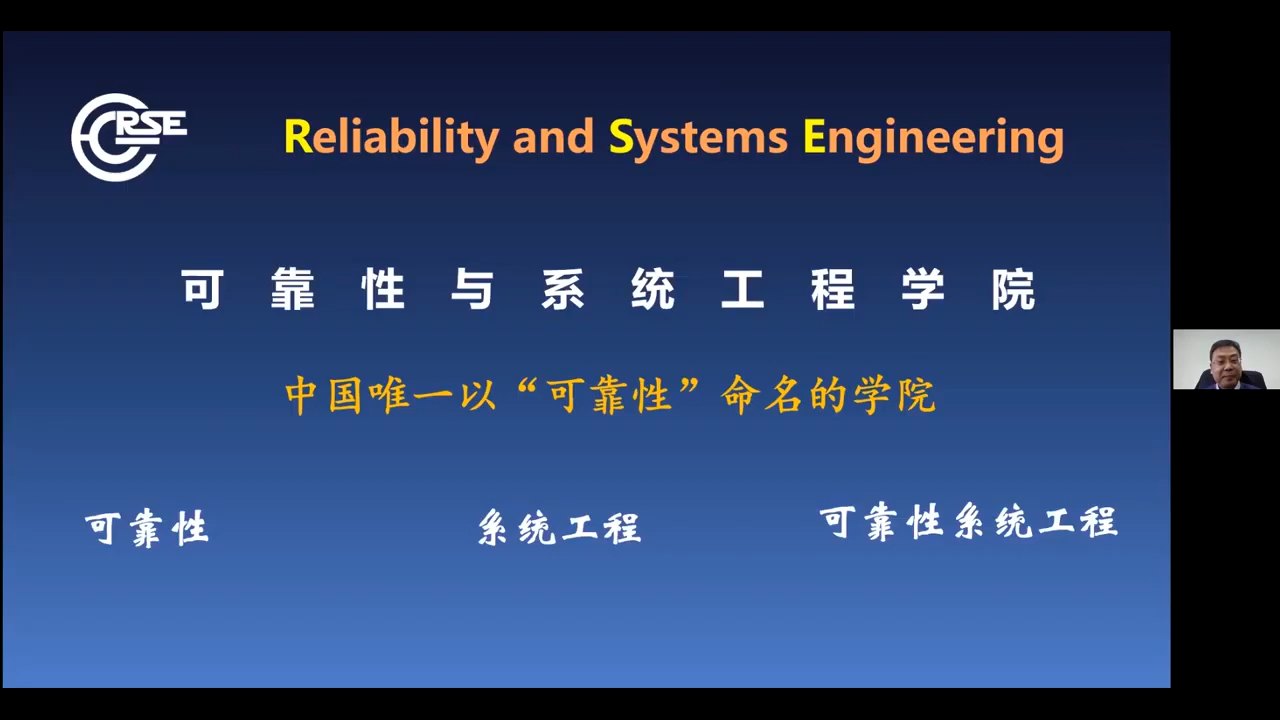 RSE
Reliability and Systems Engineering
可靠性与系统工程学院
中国唯一以“可靠性”命名的学院
可靠性 系统工程 可靠性系统工程